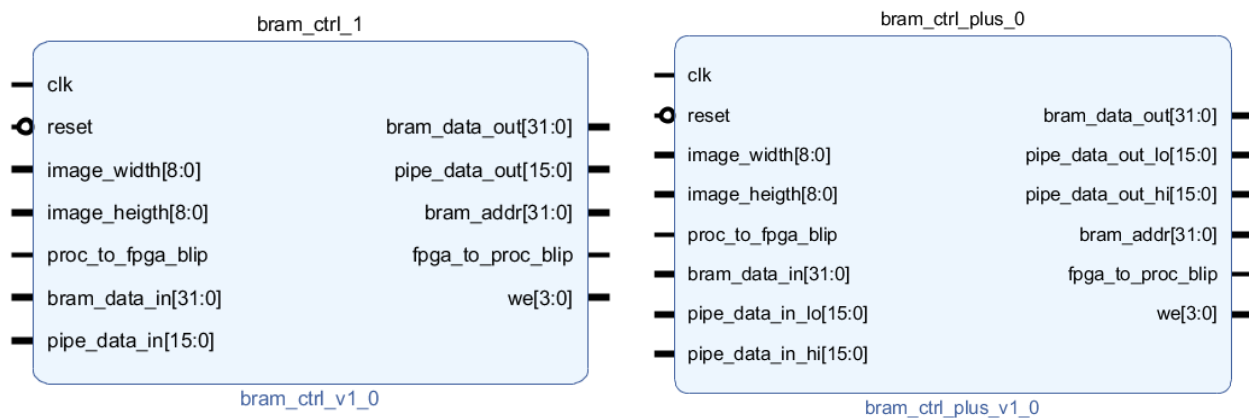 bram_ctrl_1
clk
reset
image_width[8:0]
image_heigth[8:0]
proc_to_fpga_blip
bram_data_in[31:0]
pipe_data_in[15:0]
bram_data_out[31:0]
pipe_data_out[15:0]
bram_addr[31:0]
fpga_to_proc_blip
we[3:0]
bram_ctrl_v1_0
bram_ctrl_plus_0
clk
reset
image_width[8:0]
image_heigth[8:0]
proc_to_fpga_blip
bram_data_in[31:0]
pipe_data_in_lo[15:0]
pipe_data_in_hi[15:0]
bram_data_out[31:0]
pipe_data_out_lo[15:0]
pipe_data_out_hi[15:0]
bram_addr[31:0]
fpga_to_proc_blip
we[3:0]
bram_ctrl_plus_v1_0